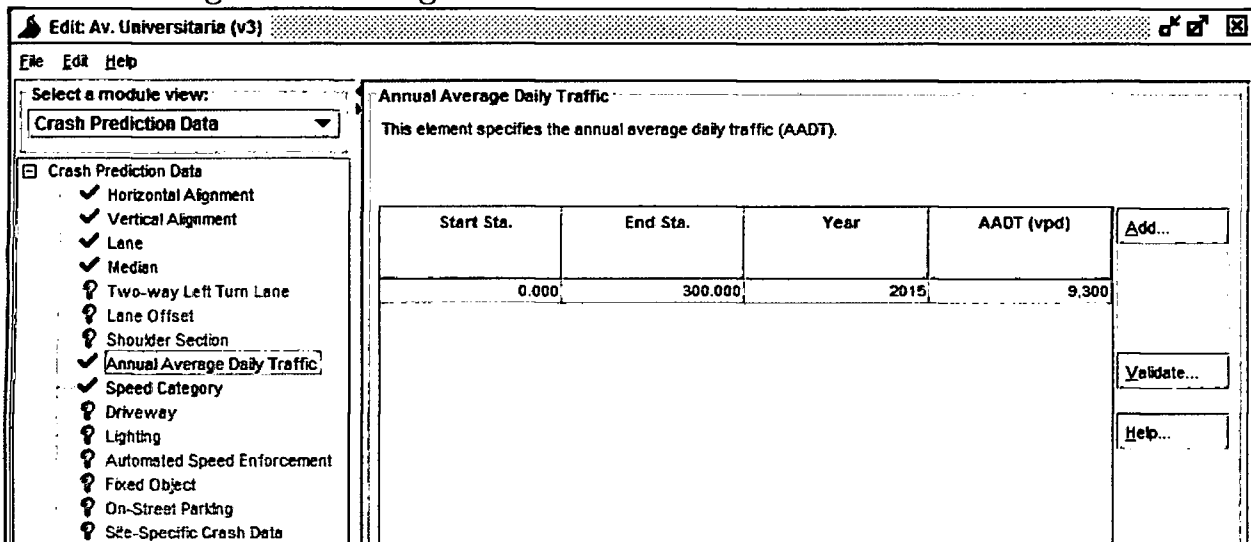 Edit: Av. Universitaria (v3)
File Edit Help
Select a module view:
Crash Prediction Data
Crash Prediction Data
Horizontal Alignment
Vertical Alignment
Lane
Median
Two-way Left Turn Lane
Lane Offset
Shoulder Section
Annual Average Daily Traffic
Speed Category
Driveway
Lighting
Automated Speed Enforcement
Fixed Object
On-Street Parking
Site-Specific Crash Data
Annual Average Daily Traffic
This element specifies the annual average daily traffic (AADT).
Start Sta. End Sta. Year AADT (vpd)
0.000 300.000 2015 9,300
Add...
Validate...
Help...